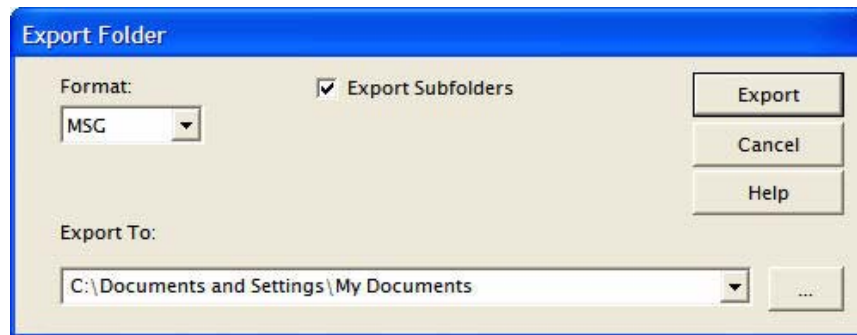 Export Folder
Format:
Export Subfolders
MSG
Export
Cancel
Help
Export To:
C:\Documents and Settings\My Documents
...